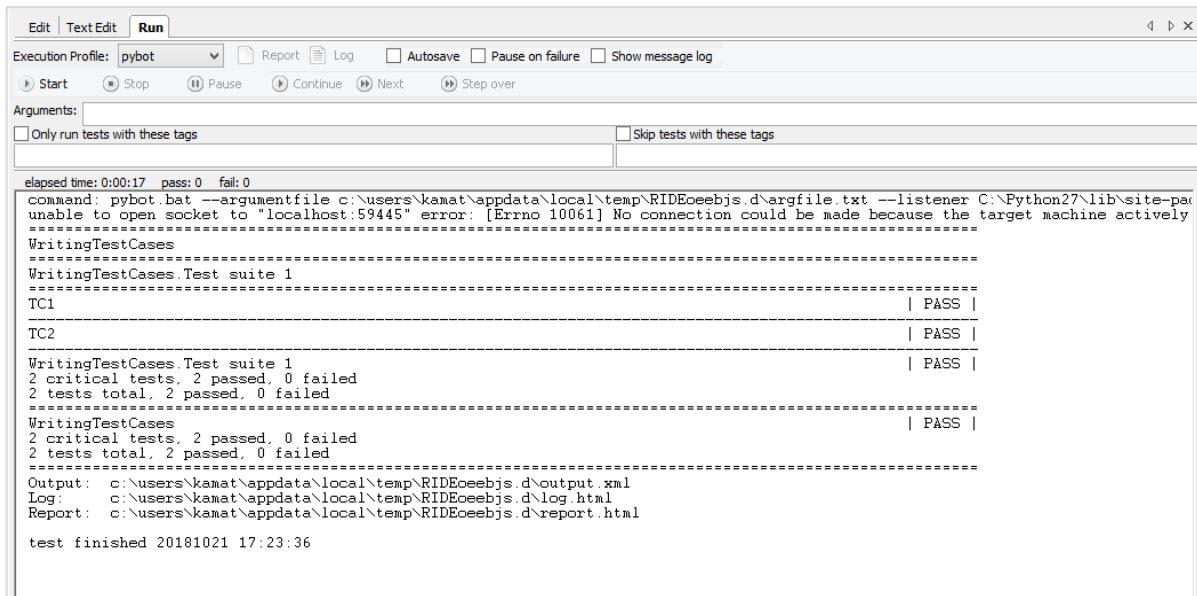 Edit Text Edit Run
Execution Profile: pybot Report Log Autosave Pause on failure Show message log
Start Stop Pause Continue Next Step over
Arguments:
Only run tests with these tags Skip tests with these tags
elapsed time: 0:00:17 pass: 0 fail: 0
command: pybot.bat --argumentfile c:\users\kamat\appdata\local\temp\RIDEoeebjs.d\argfile.txt --listener C:\Python27\lib\site-pac
unable to open socket to "localhost:59445" error: [Errno 10061] No connection could be made because the target machine actively
==============================================================================
WritingTestCases
==============================================================================
WritingTestCases.Test suite 1
==============================================================================
TC1 | PASS |
------------------------------------------------------------------------------
TC2 | PASS |
------------------------------------------------------------------------------
WritingTestCases.Test suite 1 | PASS |
2 critical tests, 2 passed, 0 failed
2 tests total, 2 passed, 0 failed
==============================================================================
WritingTestCases | PASS |
2 critical tests, 2 passed, 0 failed
2 tests total, 2 passed, 0 failed
==============================================================================
Output: c:\users\kamat\appdata\local\temp\RIDEoeebjs.d\output.xml
Log: c:\users\kamat\appdata\local\temp\RIDEoeebjs.d\log.html
Report: c:\users\kamat\appdata\local\temp\RIDEoeebjs.d\report.html
test finished 20181021 17:23:36